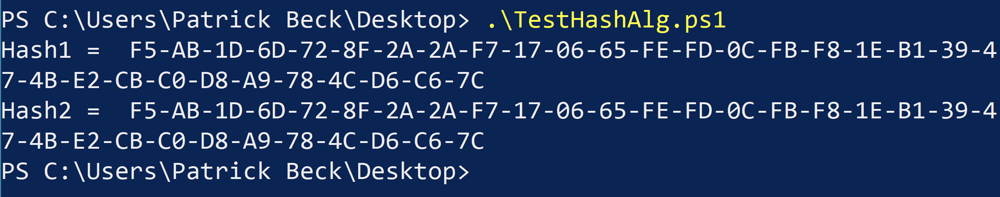 PS C:\Users\Patrick Beck\Desktop> .\TestHashAlg.ps1
Hash1 =  F5-AB-1D-6D-72-8F-2A-2A-F7-17-06-65-FE-FD-0C-FB-F8-1E-B1-39-4
7-4B-E2-CB-C0-D8-A9-78-4C-D6-C6-7C
Hash2 =  F5-AB-1D-6D-72-8F-2A-2A-F7-17-06-65-FE-FD-0C-FB-F8-1E-B1-39-4
7-4B-E2-CB-C0-D8-A9-78-4C-D6-C6-7C
PS C:\Users\Patrick Beck\Desktop>